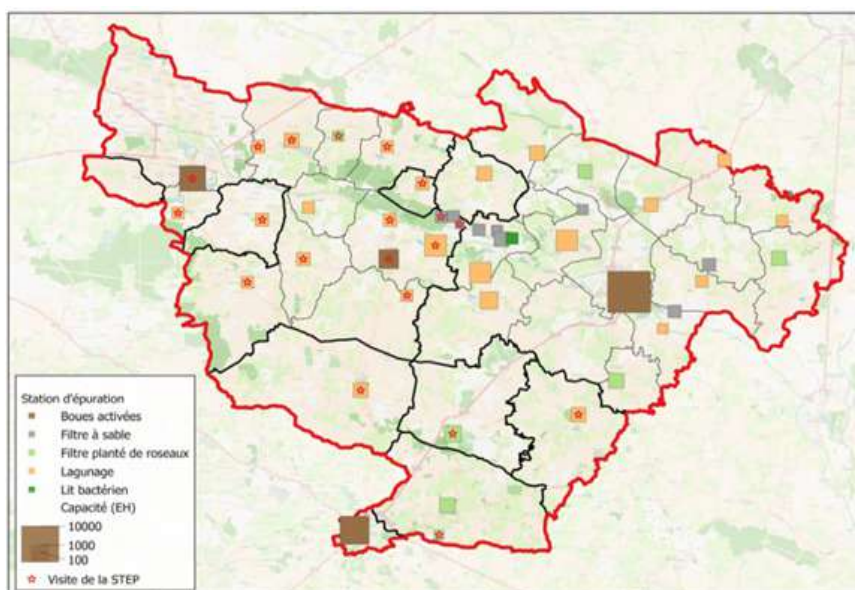 Station d'épuration
Boues activées
Filtre à sable
Filtre planté de roseaux
Lagunage
Lit bactérien
Capacité (EH)
10000
1000
100
Visite de la STEP